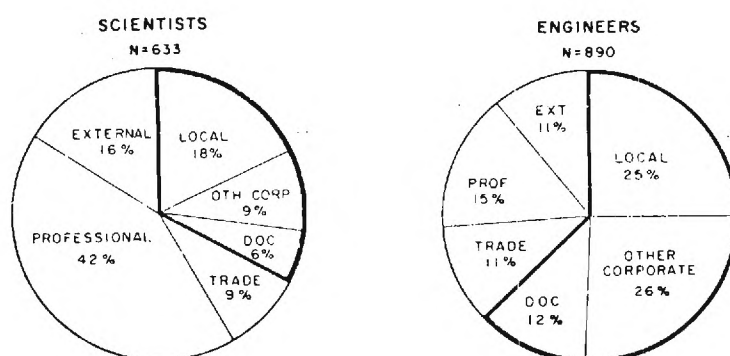 SCIENTISTS
N=633
EXTERNAL
16%
LOCAL
18%
OTH CORP
9%
DOC
6%
TRADE
9%
PROFESSIONAL
42%
ENGINEERS
N=890
EXT
11%
LOCAL
25%
PROF
15%
TRADE
11%
DOC
12%
OTHER
CORPORATE
26%